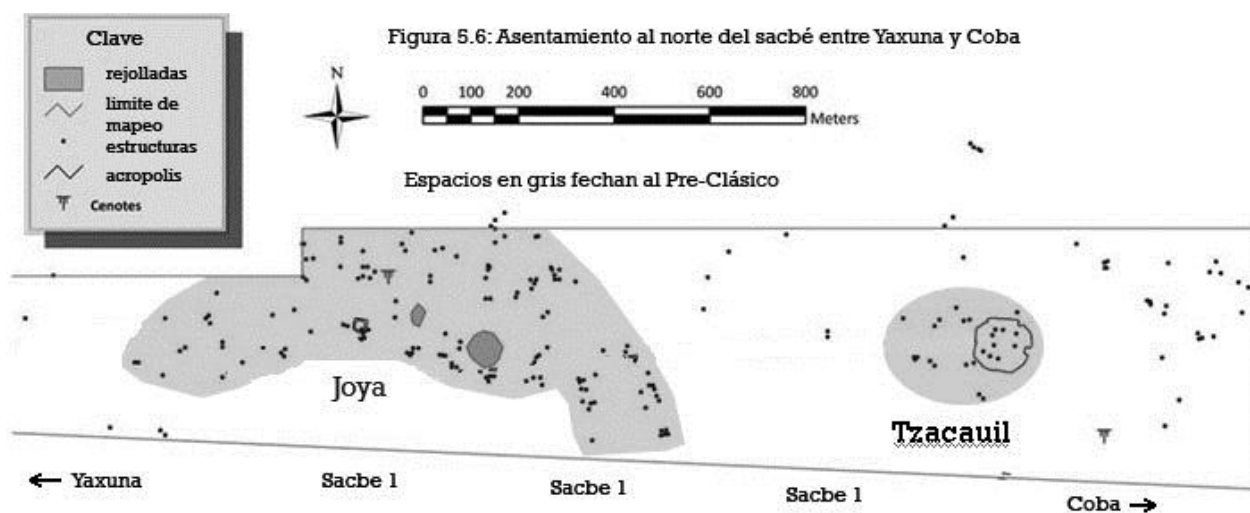 Clave
rejolladas
limite de
mapeo
estructuras
acropolis
Cenotes
Figura 5.6: Asentamiento al norte del sacbé entre Yaxuna y Coba
N
0 100 200 400 600 800
Meters
Espacios en gris fechan al Pre-Clásico
Joya
Tzacauil
← Yaxuna
Sacbe 1
Sacbe 1
Sacbe 1
Coba →